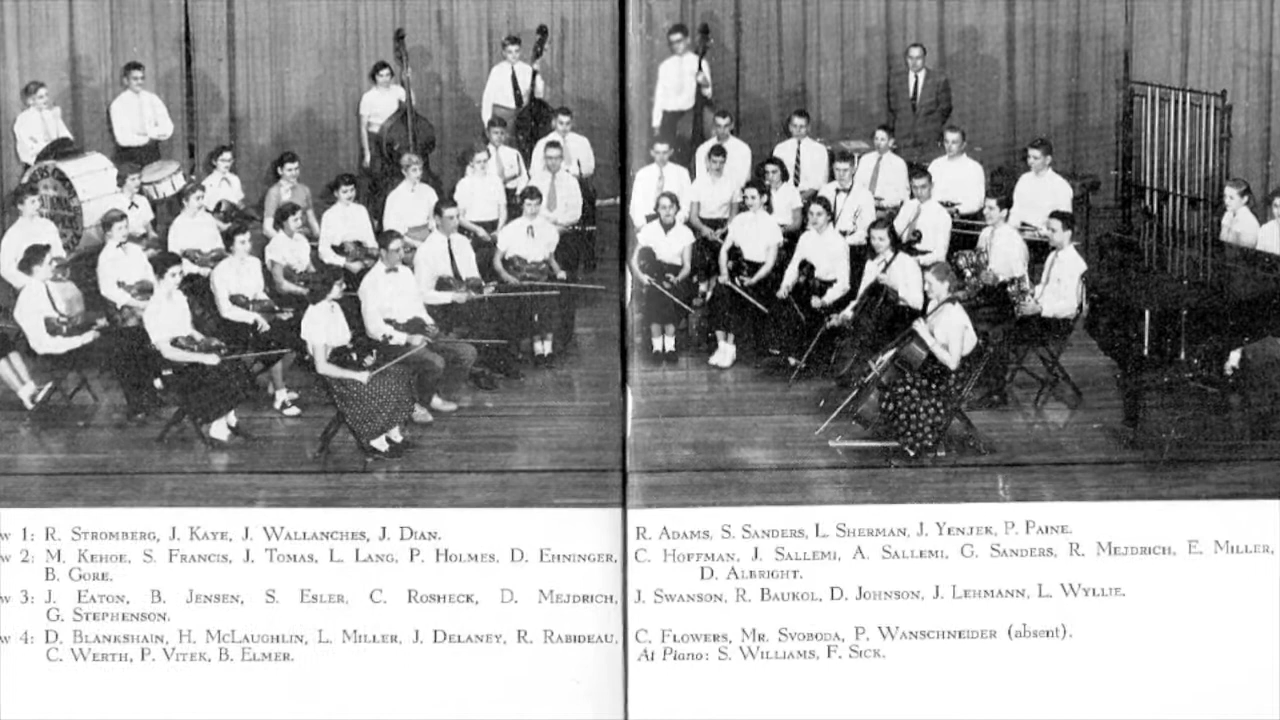 w 1: R. Stromberg, J. Kaye, J. Wallanches, J. Dian.
w 2: M. Kehoe, S. Francis, J. Tomas, L. Lang, P. Holmes, D. Ehninger,
B. Gore.
w 3: J. Eaton, B. Jensen, S. Esler, C. Rosheck, D. Mejdrich,
G. Stephenson.
w 4: D. Blankshain, H. McLaughlin, L. Miller, J. Delaney, R. Rabideau,
C. Werth, P. Vitek, B. Elmer.
R. Adams, S. Sanders, L. Sherman, J. Yenjek, P. Paine.
C. Hoffman, J. Sallemi, A. Sallemi, G. Sanders, R. Mejdrich, E. Miller,
D. Albright.
J. Swanson, R. Baukol, D. Johnson, J. Lehmann, L. Wyllie.
C. Flowers, Mr. Svoboda, P. Wanschneider (absent).
At Piano: S. Williams, F. Sick.